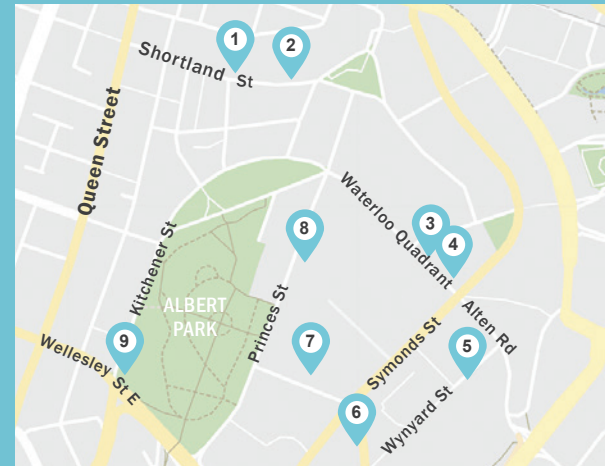 1
2
Shortland St
Queen Street
Waterloo Quadrant
3
4
8
Kitchener St
ALBERT
PARK
Princes St
Alten Rd
9
7
Symonds St
5
Wellesley St E
6
Wynyard St